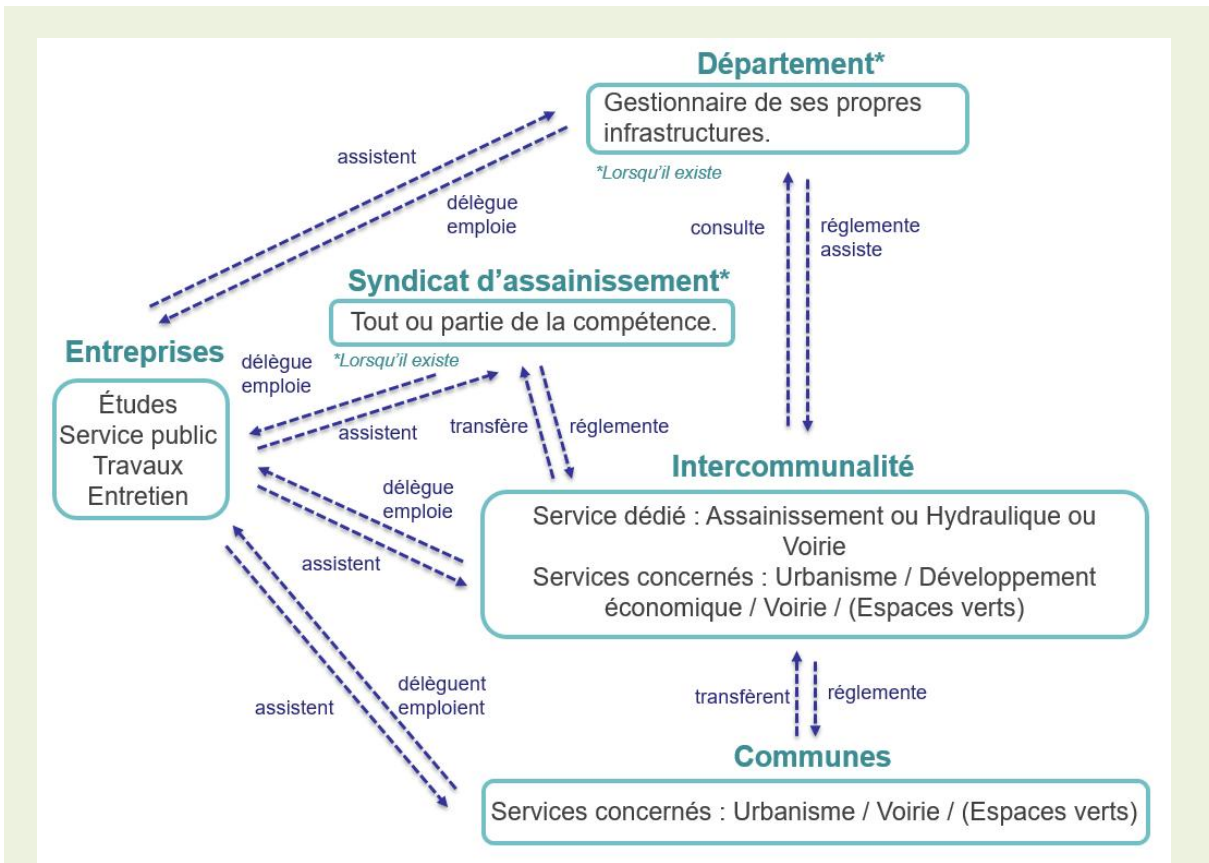 Département*
Gestionnaire de ses propres
infrastructures.
*Lorsqu'il existe
assistent
délègue
emploie
consulte
réglemente
assiste
Syndicat d'assainissement*
Tout ou partie de la compétence.
*Lorsqu'il existe
Entreprises
Études
Service public
Travaux
Entretien
délègue
emploie
assistent
transfère
réglemente
Intercommunalité
Service dédié : Assainissement ou Hydraulique ou
Voirie
Services concernés : Urbanisme / Développement
économique / Voirie / (Espaces verts)
délègue
emploie
assistent
délèguent
emploient
assistent
transfèrent
réglemente
Communes
Services concernés : Urbanisme / Voirie / (Espaces verts)